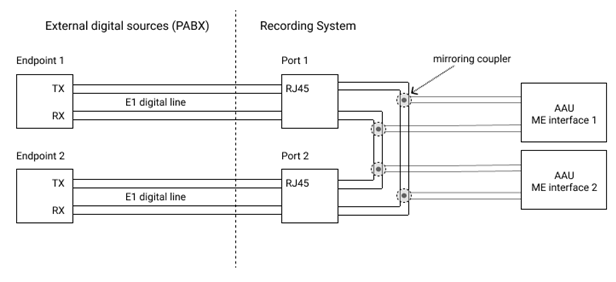 External digital sources (PABX)
Recording System
Endpoint 1
Port 1
mirroring coupler
TX
RJ45
E1 digital line
RX
AAU
ME interface 1
Endpoint 2
Port 2
TX
RJ45
E1 digital line
RX
AAU
ME interface 2